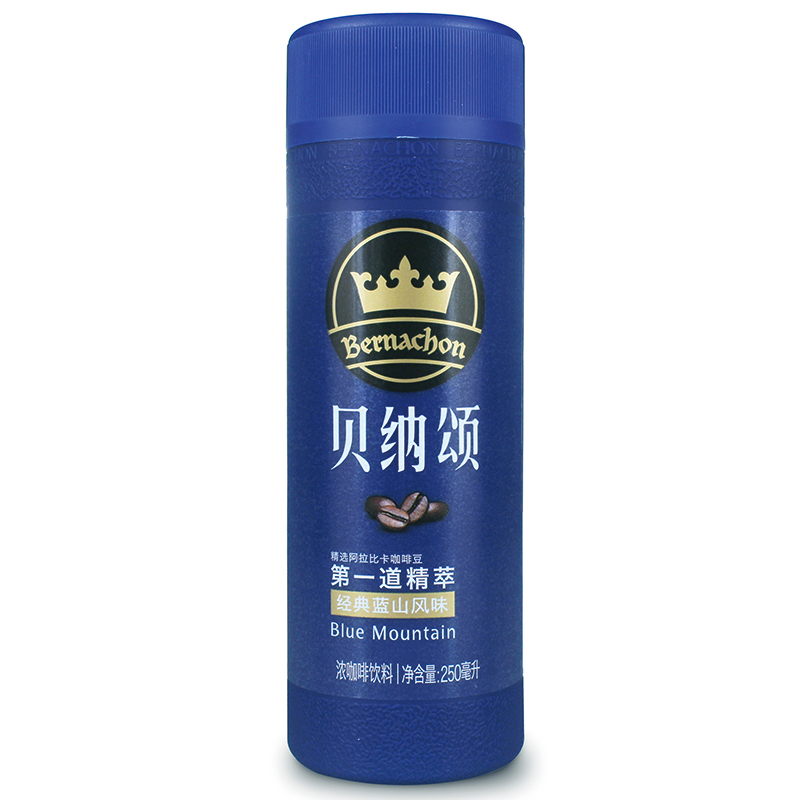 BERNACHON
Bernachon
贝纳颂
精选阿拉比卡咖啡豆
第一道精萃
经典蓝山风味
Blue Mountain
浓咖啡饮料|净含量:250毫升